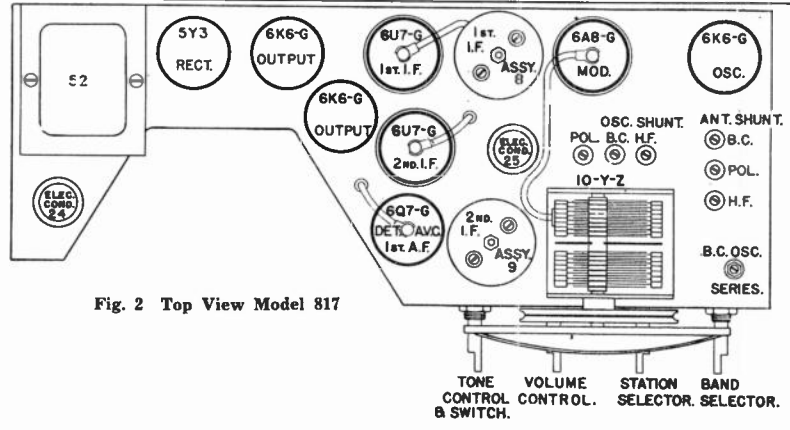 52
5Y3
RECT.
6K6-G
OUTPUT
6K6-G
OUTPUT
6U7-G
1ST. I.F.
1ST.
I.F.
ASSY.
8
6A8-G
MOD.
6K6-G
OSC.
6U7-G
2ND. I.F.
ELEC.
COND.
25
OSC. SHUNT.
POL. B.C. H.F.
ANT. SHUNT.
B.C.
POL.
H.F.
10-Y-Z
ELEC.
COND.
24
6Q7-G
DET. A.V.C.
1ST. A.F.
2ND.
I.F.
ASSY.
9
B.C. OSC.
SERIES.
Fig. 2 Top View Model 817
TONE
CONTROL
& SWITCH.
VOLUME
CONTROL.
STATION
SELECTOR.
BAND
SELECTOR.